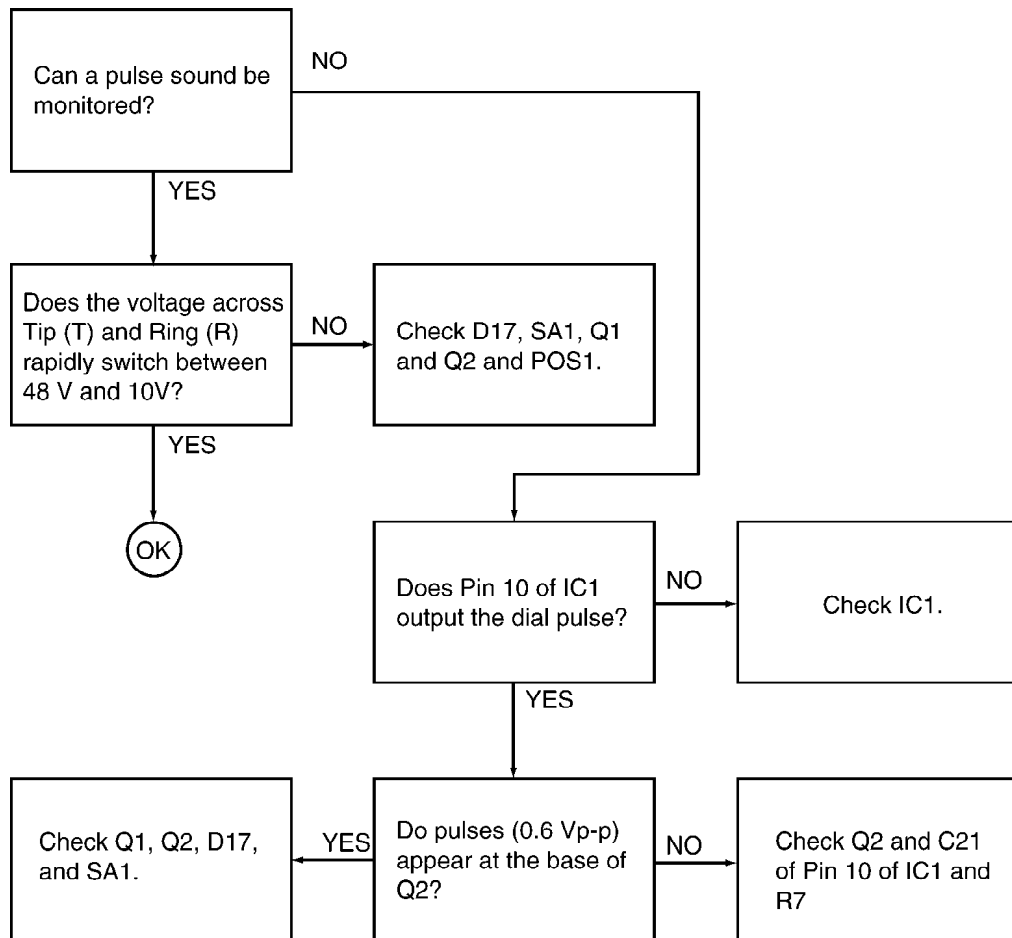 Can a pulse sound be
monitored?
NO
YES
Does the voltage across
Tip (T) and Ring (R)
rapidly switch between
48 V and 10V?
NO
Check D17, SA1, Q1
and Q2 and POS1.
YES
OK
Does Pin 10 of IC1
output the dial pulse?
NO
Check IC1.
YES
Do pulses (0.6 Vp-p)
appear at the base of
Q2?
YES
Check Q1, Q2, D17,
and SA1.
NO
Check Q2 and C21
of Pin 10 of IC1 and
R7